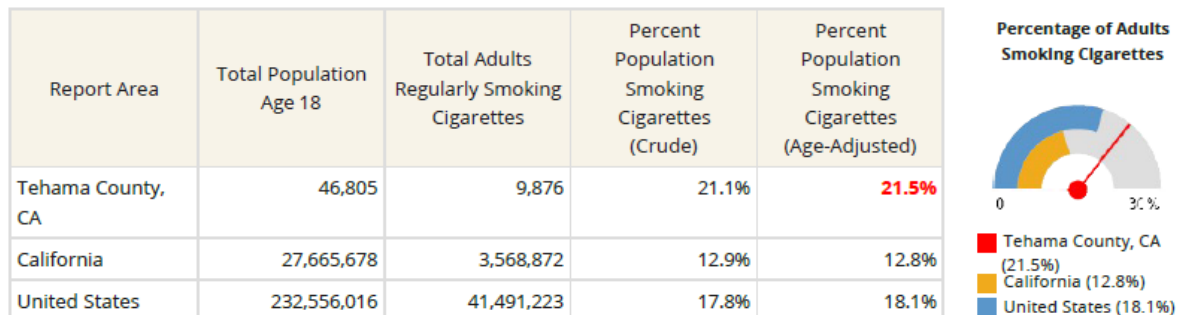 Report Area
Total Population
Age 18
Total Adults
Regularly Smoking
Cigarettes
Percent
Population
Smoking
Cigarettes
(Crude)
Percent
Population
Smoking
Cigarettes
(Age-Adjusted)
Tehama County,
CA
46,805
9,876
21.1%
21.5%
California
27,665,678
3,568,872
12.9%
12.8%
United States
232,556,016
41,491,223
17.8%
18.1%
Percentage of Adults
Smoking Cigarettes
0
30%
Tehama County, CA
(21.5%)
California (12.8%)
United States (18.1%)